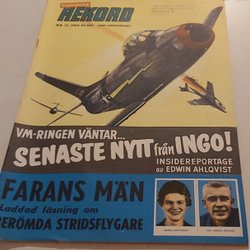 REKORD
VM-RINGEN VÄNTAR...
SENASTE NYTT från INGO!
INSIDEREPORTAGE
av EDWIN AHLQVIST
FARANS MÄN
Laddad läsning om
BERÖMDA STRIDSFLYGARE